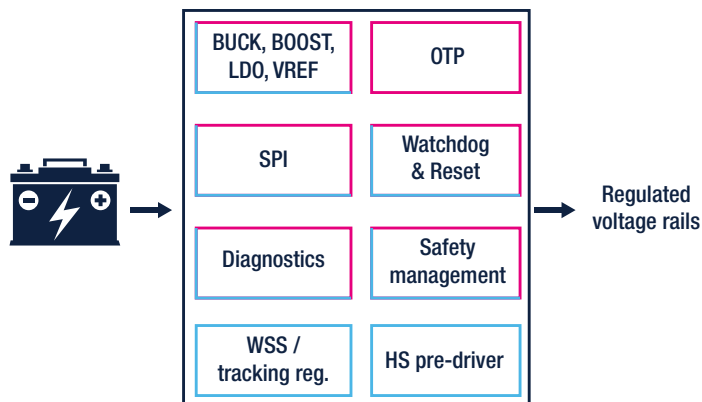 BUCK, BOOST,
LDO, VREF
OTP
SPI
Watchdog
& Reset
Diagnostics
Safety
management
WSS /
tracking reg.
HS pre-driver
Regulated
voltage rails